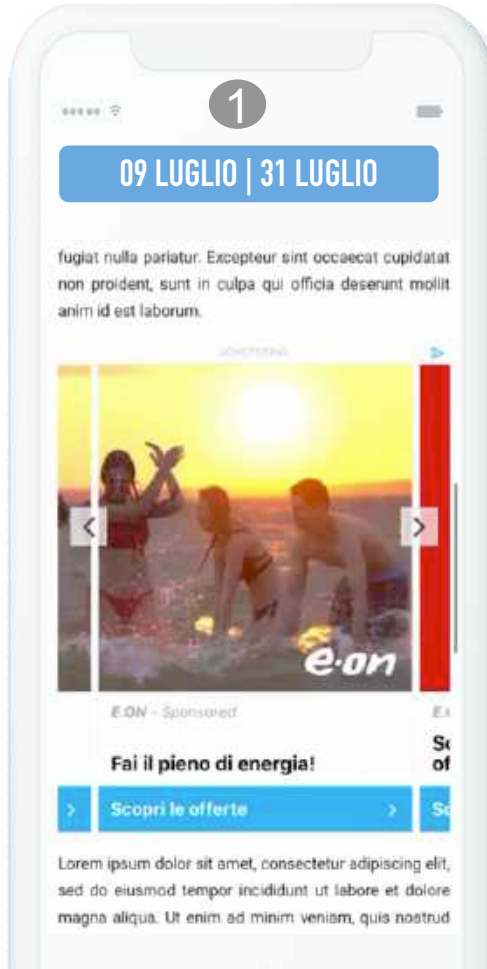 1
09 LUGLIO | 31 LUGLIO
fugiat nulla pariatur. Excepteur sint occaecat cupidatat
non proident, sunt in culpa qui officia deserunt mollit
anim id est laborum.
ADVERTISING
e·on
E.ON - Sponsored
Fai il pieno di energia!
Scopri le offerte
Lorem ipsum dolor sit amet, consectetur adipiscing elit,
sed do eiusmod tempor incididunt ut labore et dolore
magna aliqua. Ut enim ad minim veniam, quis nostrud